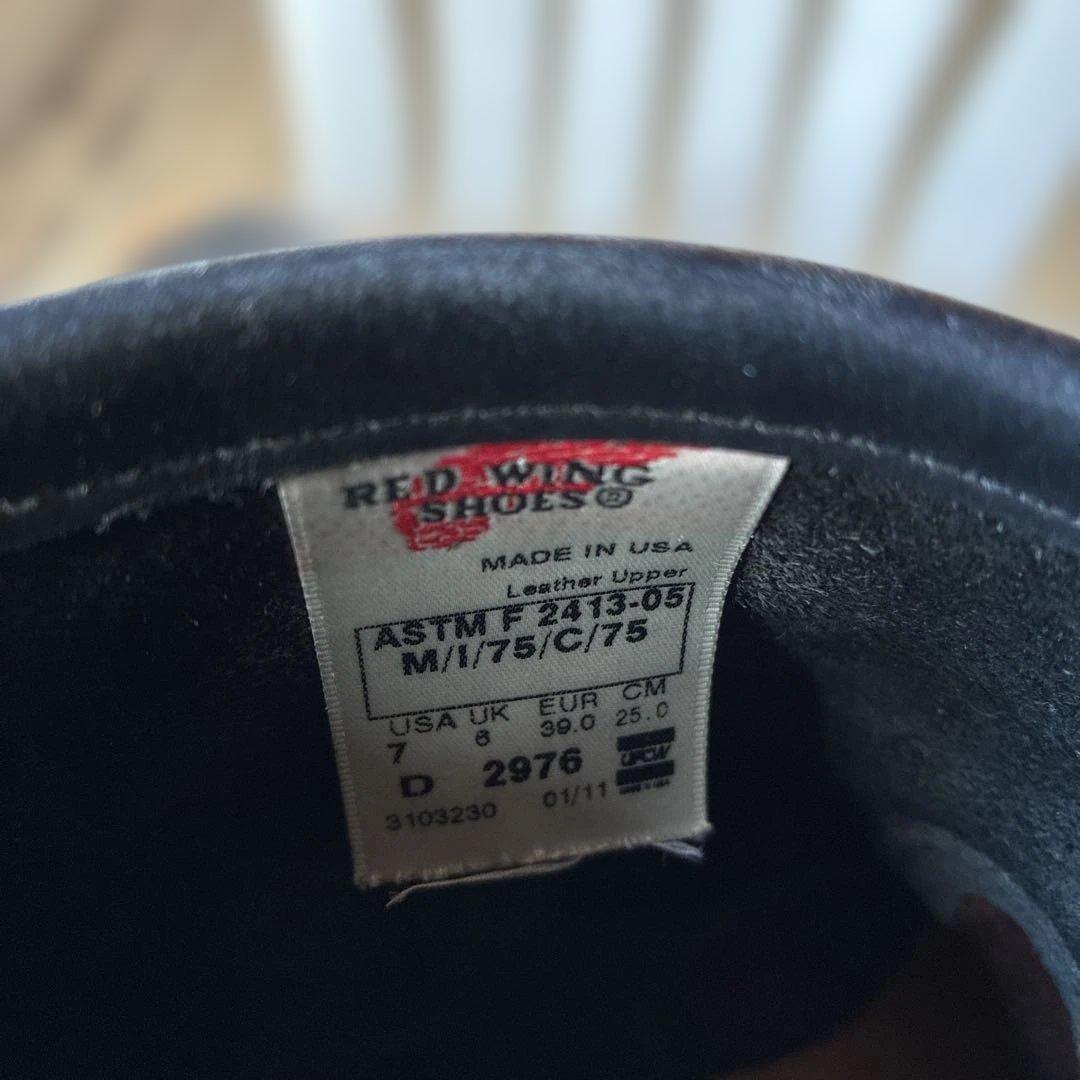 RED WING
SHOES®
MADE IN USA
Leather Upper
ASTM F 2413-05
M/I/75/C/75
USA UK EUR CM
7 6 39.0 25.0
D 2976
3103230 01/11
UFCW